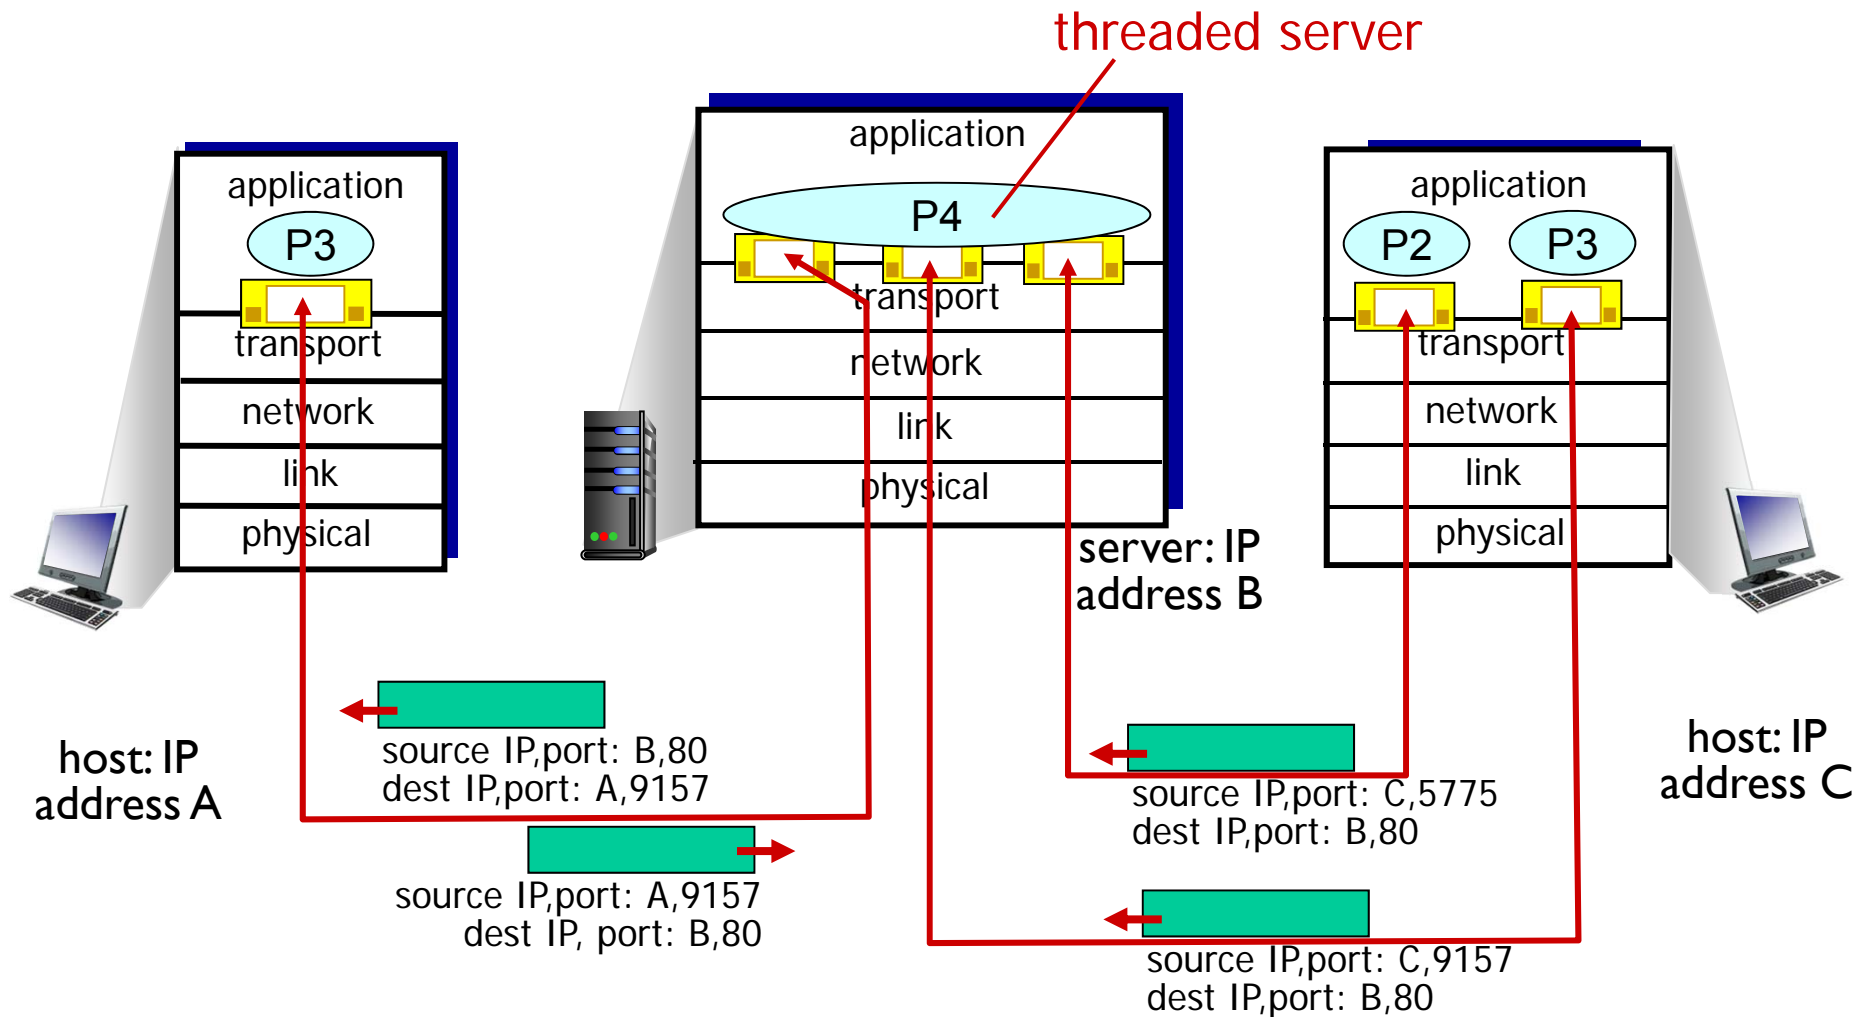 threaded server
application
P3
transport
network
link
physical
application
P4
transport
network
link
physical
server: IP
address B
application
P2
P3
transport
network
link
physical
host: IP
address A
source IP,port: B,80
dest IP,port: A,9157
source IP,port: A,9157
dest IP, port: B,80
source IP,port: C,5775
dest IP,port: B,80
source IP,port: C,9157
dest IP,port: B,80
host: IP
address C